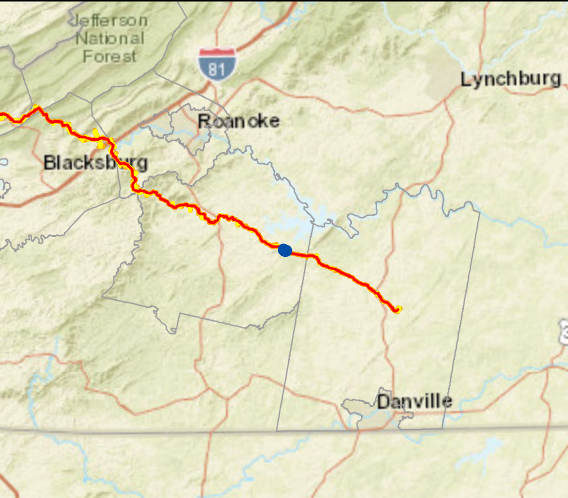 Jefferson
National
Forest
81
Lynchburg
Roanoke
Blacksburg
Danville